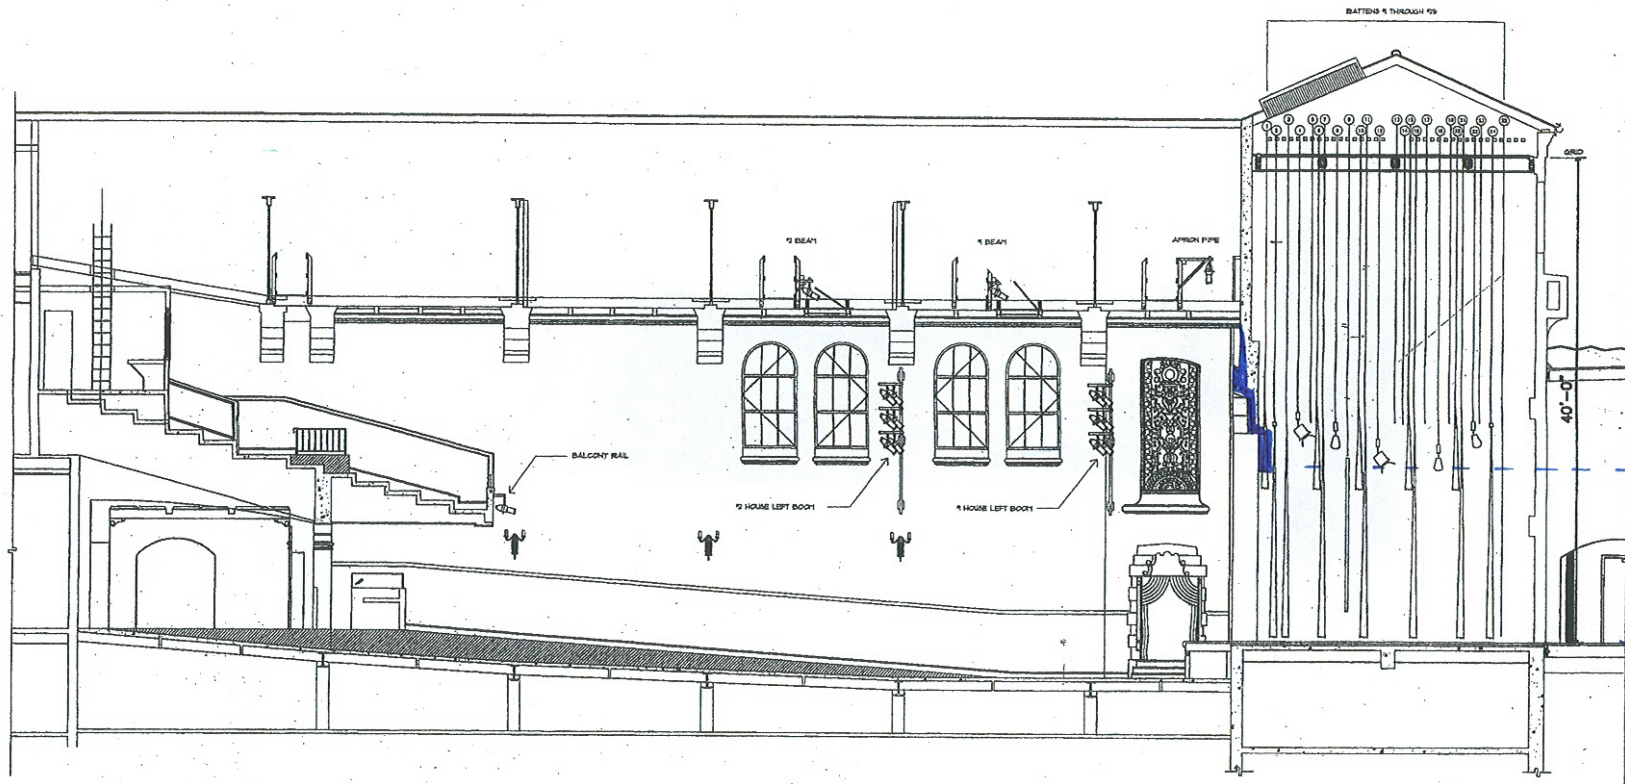 BATTENS 1 THROUGH 25
GRID
#2 BEAM
#1 BEAM
APRON PIPE
40'-0"
BALCONY RAIL
#2 HOUSE LEFT BOOM
#1 HOUSE LEFT BOOM